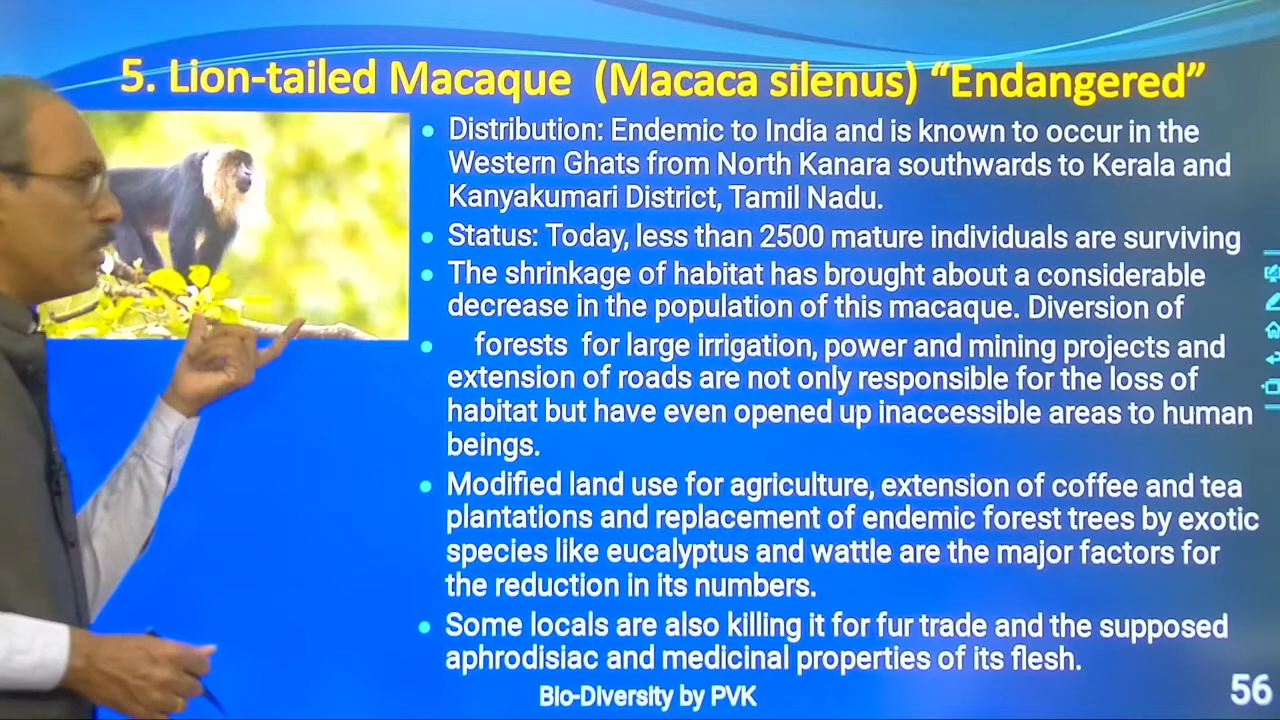 5. Lion-tailed Macaque (Macaca silenus) “Endangered”
• Distribution: Endemic to India and is known to occur in the
Western Ghats from North Kanara southwards to Kerala and
Kanyakumari District, Tamil Nadu.
• Status: Today, less than 2500 mature individuals are surviving
• The shrinkage of habitat has brought about a considerable
decrease in the population of this macaque. Diversion of
• forests for large irrigation, power and mining projects and
extension of roads are not only responsible for the loss of
habitat but have even opened up inaccessible areas to human
beings.
• Modified land use for agriculture, extension of coffee and tea
plantations and replacement of endemic forest trees by exotic
species like eucalyptus and wattle are the major factors for
the reduction in its numbers.
• Some locals are also killing it for fur trade and the supposed
aphrodisiac and medicinal properties of its flesh.
Bio-Diversity by PVK
56